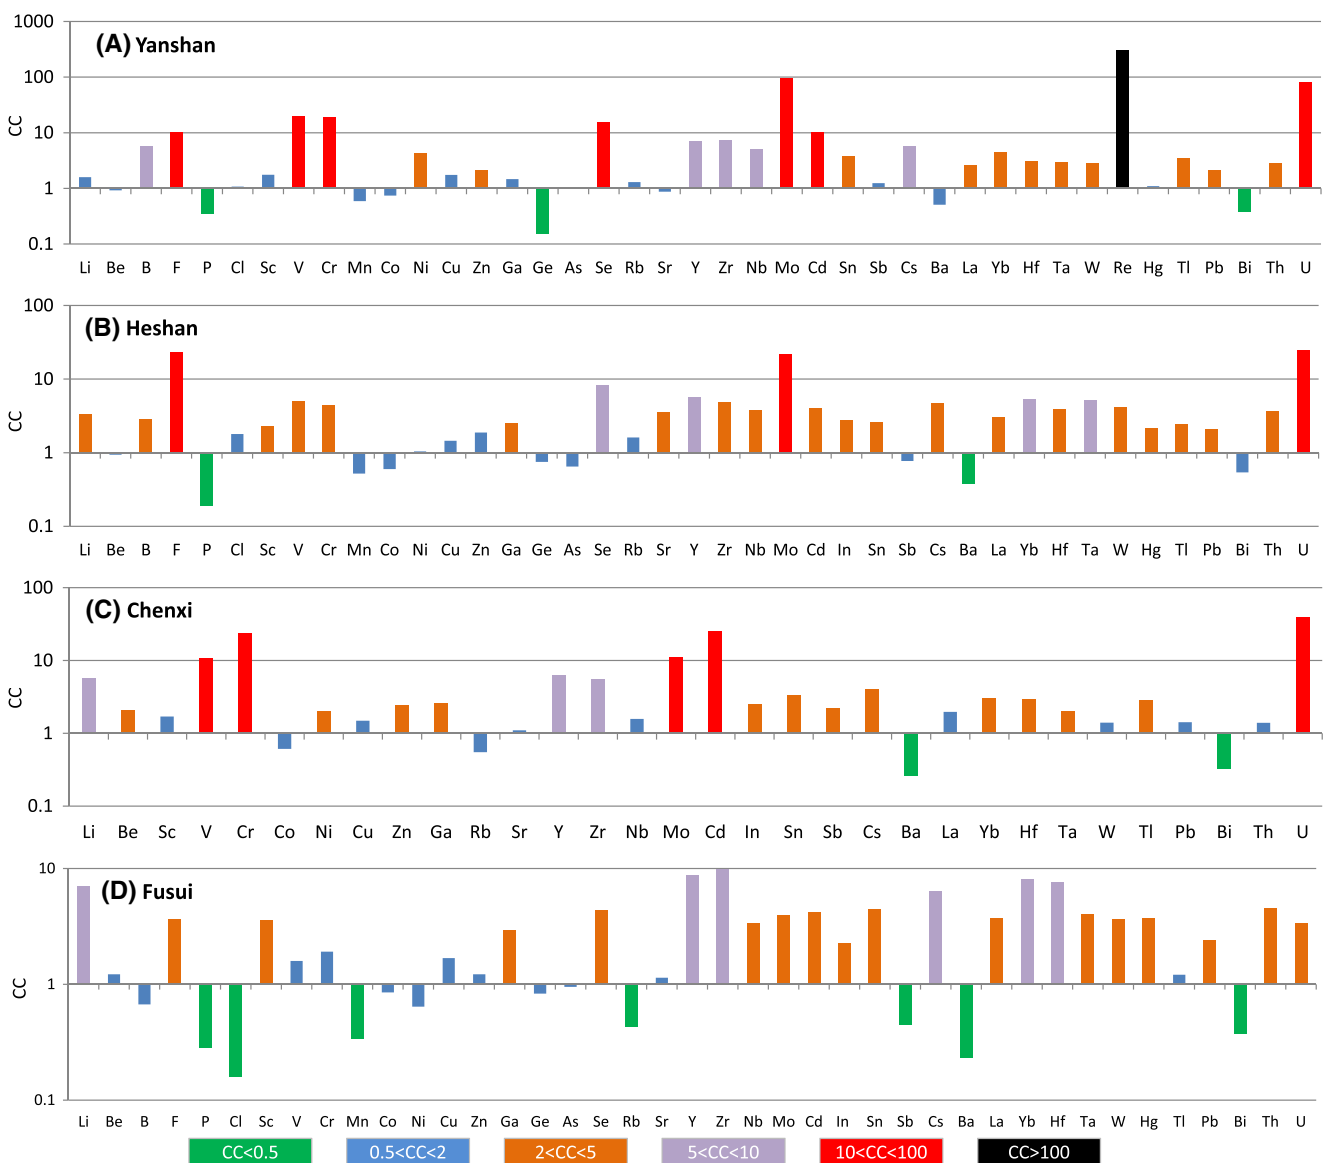 1000
(A) Yanshan
100
CC
10
1
0.1
Li Be B F P Cl Sc V Cr Mn Co Ni Cu Zn Ga Ge As Se Rb Sr Y Zr Nb Mo Cd Sn Sb Cs Ba La Yb Hf Ta W Re Hg Tl Pb Bi Th U
100
(B) Heshan
10
CC
1
0.1
Li Be B F P Cl Sc V Cr Mn Co Ni Cu Zn Ga Ge As Se Rb Sr Y Zr Nb Mo Cd In Sn Sb Cs Ba La Yb Hf Ta W Hg Tl Pb Bi Th U
100
(C) Chenxi
10
CC
1
0.1
Li Be Sc V Cr Co Ni Cu Zn Ga Rb Sr Y Zr Nb Mo Cd In Sn Sb Cs Ba La Yb Hf Ta W Tl Pb Bi Th U
10
(D) Fusui
CC
1
0.1
Li Be B F P Cl Sc V Cr Mn Co Ni Cu Zn Ga Ge As Se Rb Sr Y Zr Nb Mo Cd In Sn Sb Cs Ba La Yb Hf Ta W Hg Tl Pb Bi Th U
CC<0.5 0.5<CC<2 2<CC<5 5<CC<10 10<CC<100 CC>100